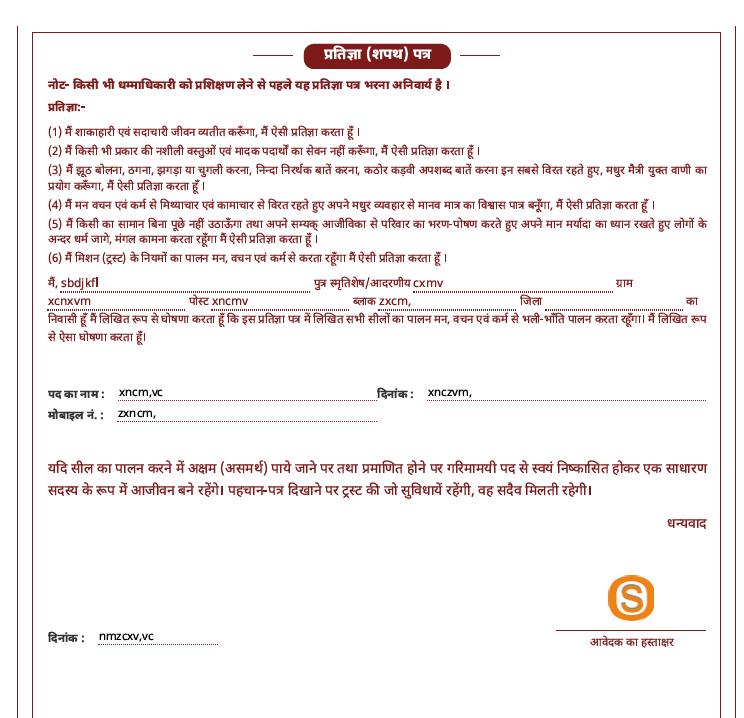 प्रतिज्ञा (शपथ) पत्र
नोट- किसी भी धम्माधिकारी को प्रशिक्षण लेने से पहले यह प्रतिज्ञा पत्र भरना अनिवार्य है ।
प्रतिज्ञा:-
(1) मैं शाकाहारी एवं सदाचारी जीवन व्यतीत करूँगा, मैं ऐसी प्रतिज्ञा करता हूँ ।
(2) मैं किसी भी प्रकार की नशीली वस्तुओं एवं मादक पदार्थों का सेवन नहीं करूँगा, मैं ऐसी प्रतिज्ञा करता हूँ ।
(3) मैं झूठ बोलना, ठगना, झगड़ा या चुगली करना, निन्दा निरर्थक बातें करना, कठोर कड़वी अपशब्द बातें करना इन सबसे विरत रहते हुए, मधुर मैत्री युक्त वाणी का
प्रयोग करूँगा, मैं ऐसी प्रतिज्ञा करता हूँ ।
(4) मैं मन वचन एवं कर्म से मिथ्याचार एवं कामाचार से विरत रहते हुए अपने मधुर व्यवहार से मानव मात्र का विश्वास पात्र बनूँगा, मैं ऐसी प्रतिज्ञा करता हूँ ।
(5) मैं किसी का सामान बिना पूछे नहीं उठाऊँगा तथा अपने सम्यक् आजीविका से परिवार का भरण-पोषण करते हुए अपने मान मर्यादा का ध्यान रखते हुए लोगों के
अन्दर धर्म जागे, मंगल कामना करता रहूँगा मैं ऐसी प्रतिज्ञा करता हूँ ।
(6) मैं मिशन (ट्रस्ट) के नियमों का पालन मन, वचन एवं कर्म से करता रहूँगा मैं ऐसी प्रतिज्ञा करता हूँ ।
मैं, sbdjkfl पुत्र स्मृतिशेष/आदरणीय cxmv ग्राम
xcnxvm पोस्ट xncmv ब्लाक zxcm, जिला का
निवासी हूँ मैं लिखित रूप से घोषणा करता हूँ कि इस प्रतिज्ञा पत्र में लिखित सभी सीलों का पालन मन, वचन एवं कर्म से भली-भाँति पालन करता रहूँगा। मैं लिखित रूप
से ऐसा घोषणा करता हूँ।
पद का नाम : xncm,vc दिनांक : xnczvm,
मोबाइल नं. : zxncm,
यदि सील का पालन करने में अक्षम (असमर्थ) पाये जाने पर तथा प्रमाणित होने पर गरिमामयी पद से स्वयं निष्कासित होकर एक साधारण
सदस्य के रूप में आजीवन बने रहेंगे। पहचान-पत्र दिखाने पर ट्रस्ट की जो सुविधायें रहेंगी, वह सदैव मिलती रहेगी।
धन्यवाद
S
दिनांक : nmzcxv,vc
आवेदक का हस्ताक्षर